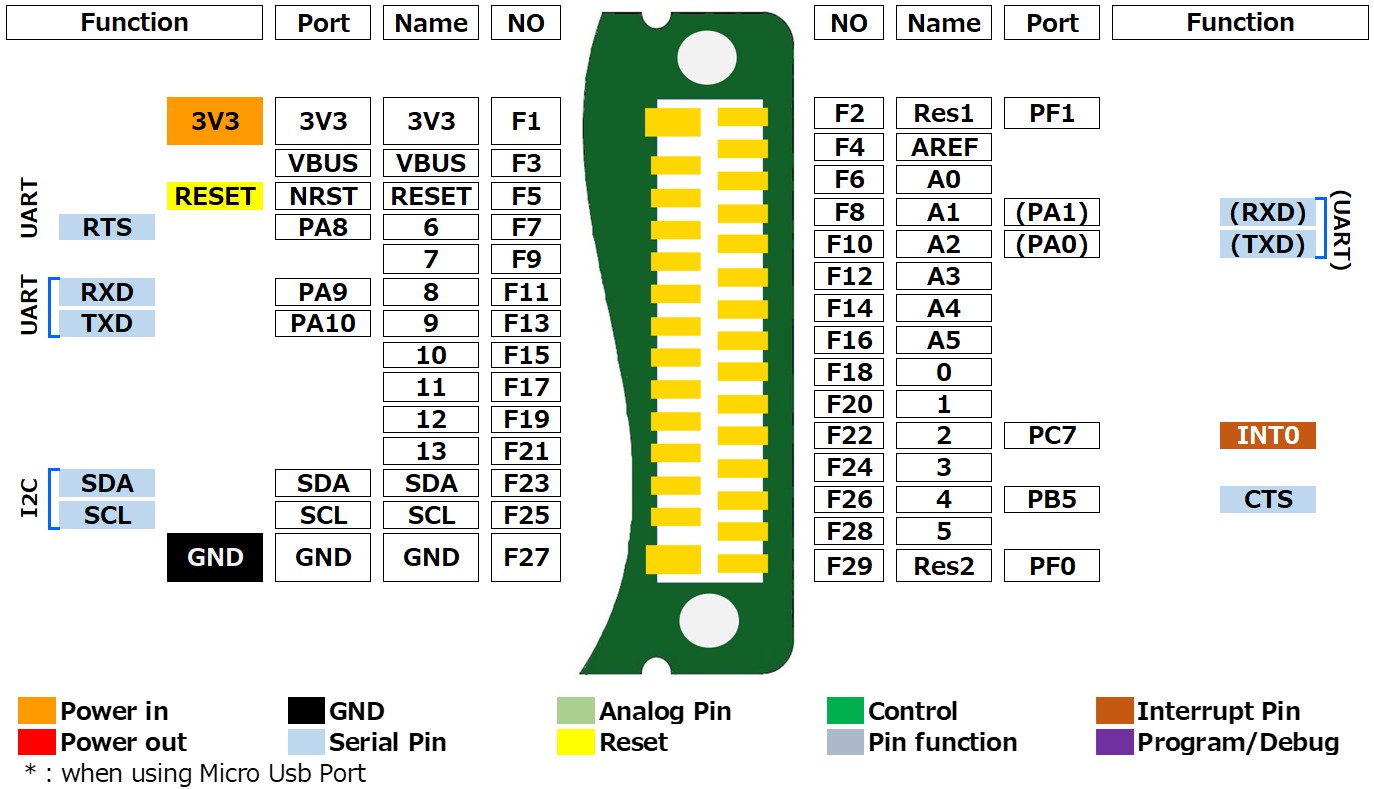 Function Port Name NO NO Name Port Function
3V3 3V3 3V3 F1 F2 Res1 PF1
F4 AREF
VBUS VBUS F3
F6 A0
RESET NRST RESET F5
UART
F8 A1 (PA1) (RXD)
RTS PA8 6 F7
(UART)
F10 A2 (PA0) (TXD)
7 F9
F12 A3
UART
RXD PA9 8 F11
F14 A4
TXD PA10 9 F13
F16 A5
10 F15
F18 0
11 F17
F20 1
12 F19
F22 2 PC7 INT0
13 F21
F24 3
I2C
SDA SDA SDA F23
F26 4 PB5 CTS
SCL SCL SCL F25
F28 5
GND GND GND F27
F29 Res2 PF0
Power in GND Analog Pin Control Interrupt Pin
Power out Serial Pin Reset Pin function Program/Debug
* : when using Micro Usb Port